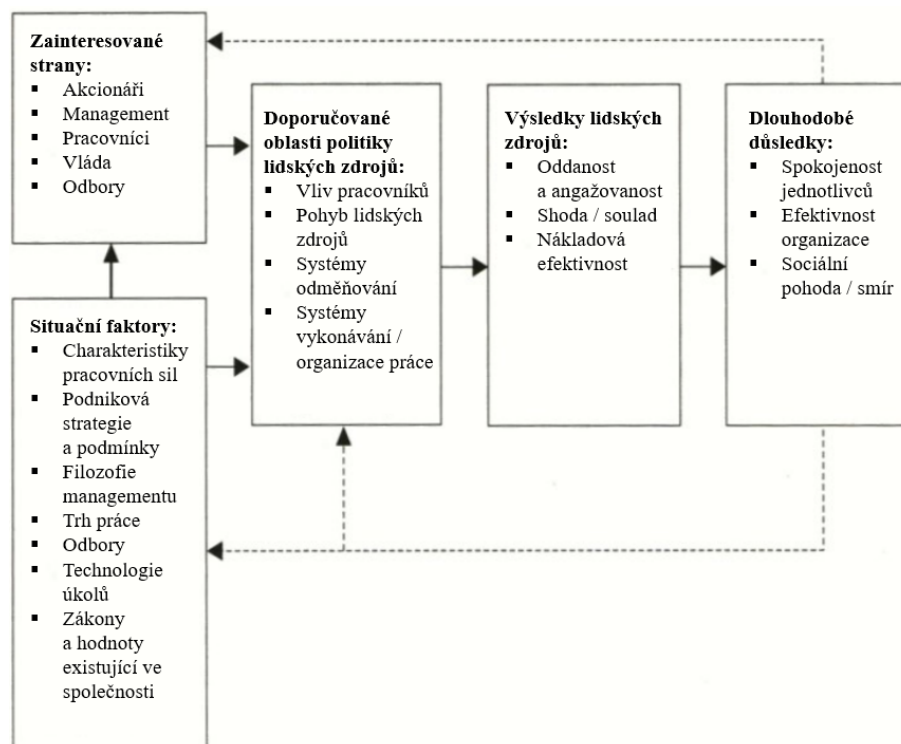 Zainteresované
strany:
▪ Akcionáři
▪ Management
▪ Pracovníci
▪ Vláda
▪ Odbory
Doporučované
oblasti politiky
lidských zdrojů:
▪ Vliv pracovníků
▪ Pohyb lidských
zdrojů
▪ Systémy
odměňování
▪ Systémy
vykonávání /
organizace práce
Výsledky lidských
zdrojů:
▪ Oddanost
a angažovanost
▪ Shoda / soulad
▪ Nákladová
efektivnost
Dlouhodobé
důsledky:
▪ Spokojenost
jednotlivců
▪ Efektivnost
organizace
▪ Sociální
pohoda / smír
Situační faktory:
▪ Charakteristiky
pracovních sil
▪ Podniková
strategie
a podmínky
▪ Filozofie
managementu
▪ Trh práce
▪ Odbory
▪ Technologie
úkolů
▪ Zákony
a hodnoty
existující ve
společnosti